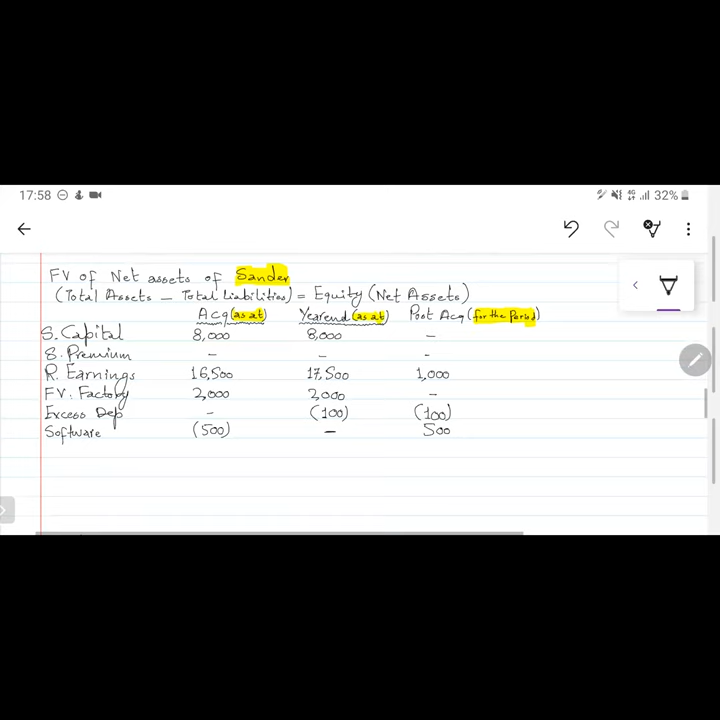 17:58 4G 32%
FV of Net assets of Sander
(Total Assets - Total liabilities) = Equity (Net Assets)
Acq (as at) Yearend (as at) Post Acq (for the Period)
S. Capital 8,000 8,000 -
S. Premium - - -
R. Earnings 16,500 17,500 1,000
FV. Factory 2,000 2,000 -
Excess Dep - (100) (100)
Software (500) - 500